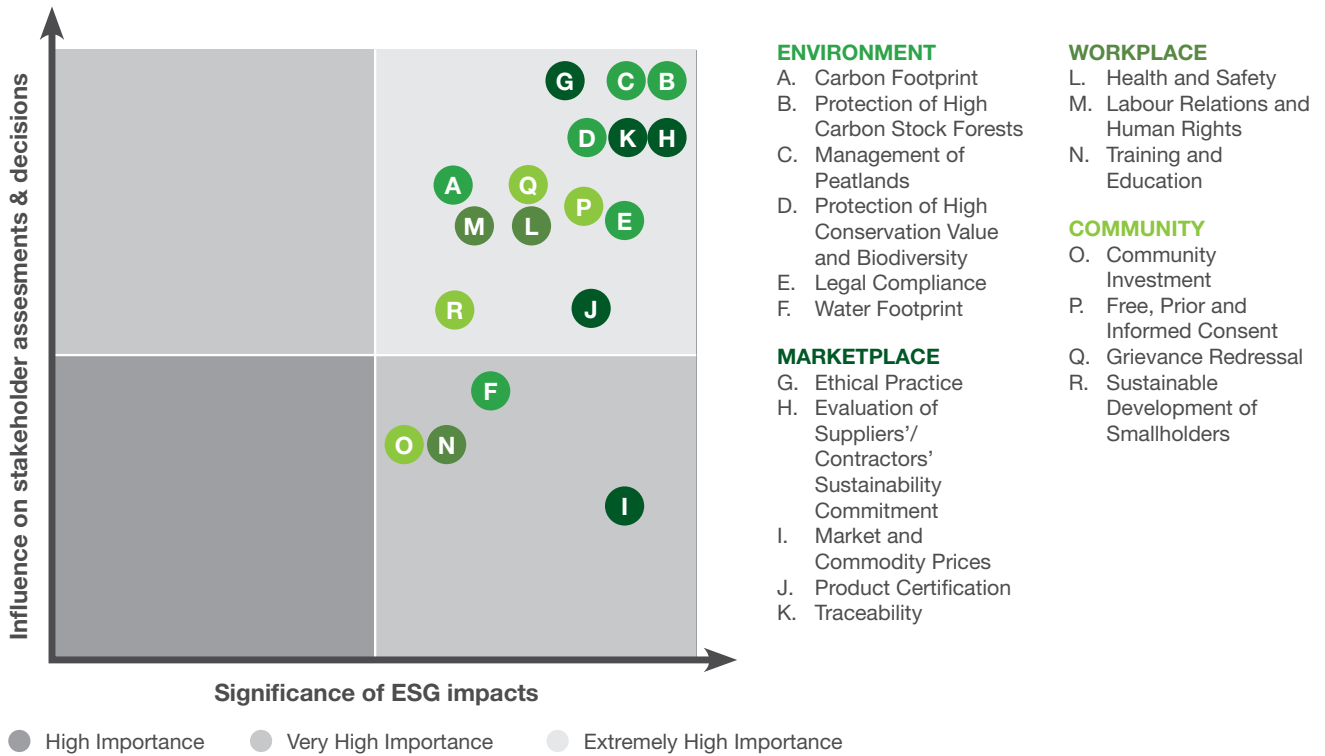 Influence on stakeholder assesments & decisions
G
C
B
D
K
H
A
Q
P
E
M
L
R
J
F
O
N
I
Significance of ESG impacts
High Importance
Very High Importance
Extremely High Importance
ENVIRONMENT
A. Carbon Footprint
B. Protection of High
Carbon Stock Forests
C. Management of
Peatlands
D. Protection of High
Conservation Value
and Biodiversity
E. Legal Compliance
F. Water Footprint
MARKETPLACE
G. Ethical Practice
H. Evaluation of
Suppliers’/
Contractors’
Sustainability
Commitment
I. Market and
Commodity Prices
J. Product Certification
K. Traceability
WORKPLACE
L. Health and Safety
M. Labour Relations and
Human Rights
N. Training and
Education
COMMUNITY
O. Community
Investment
P. Free, Prior and
Informed Consent
Q. Grievance Redressal
R. Sustainable
Development of
Smallholders